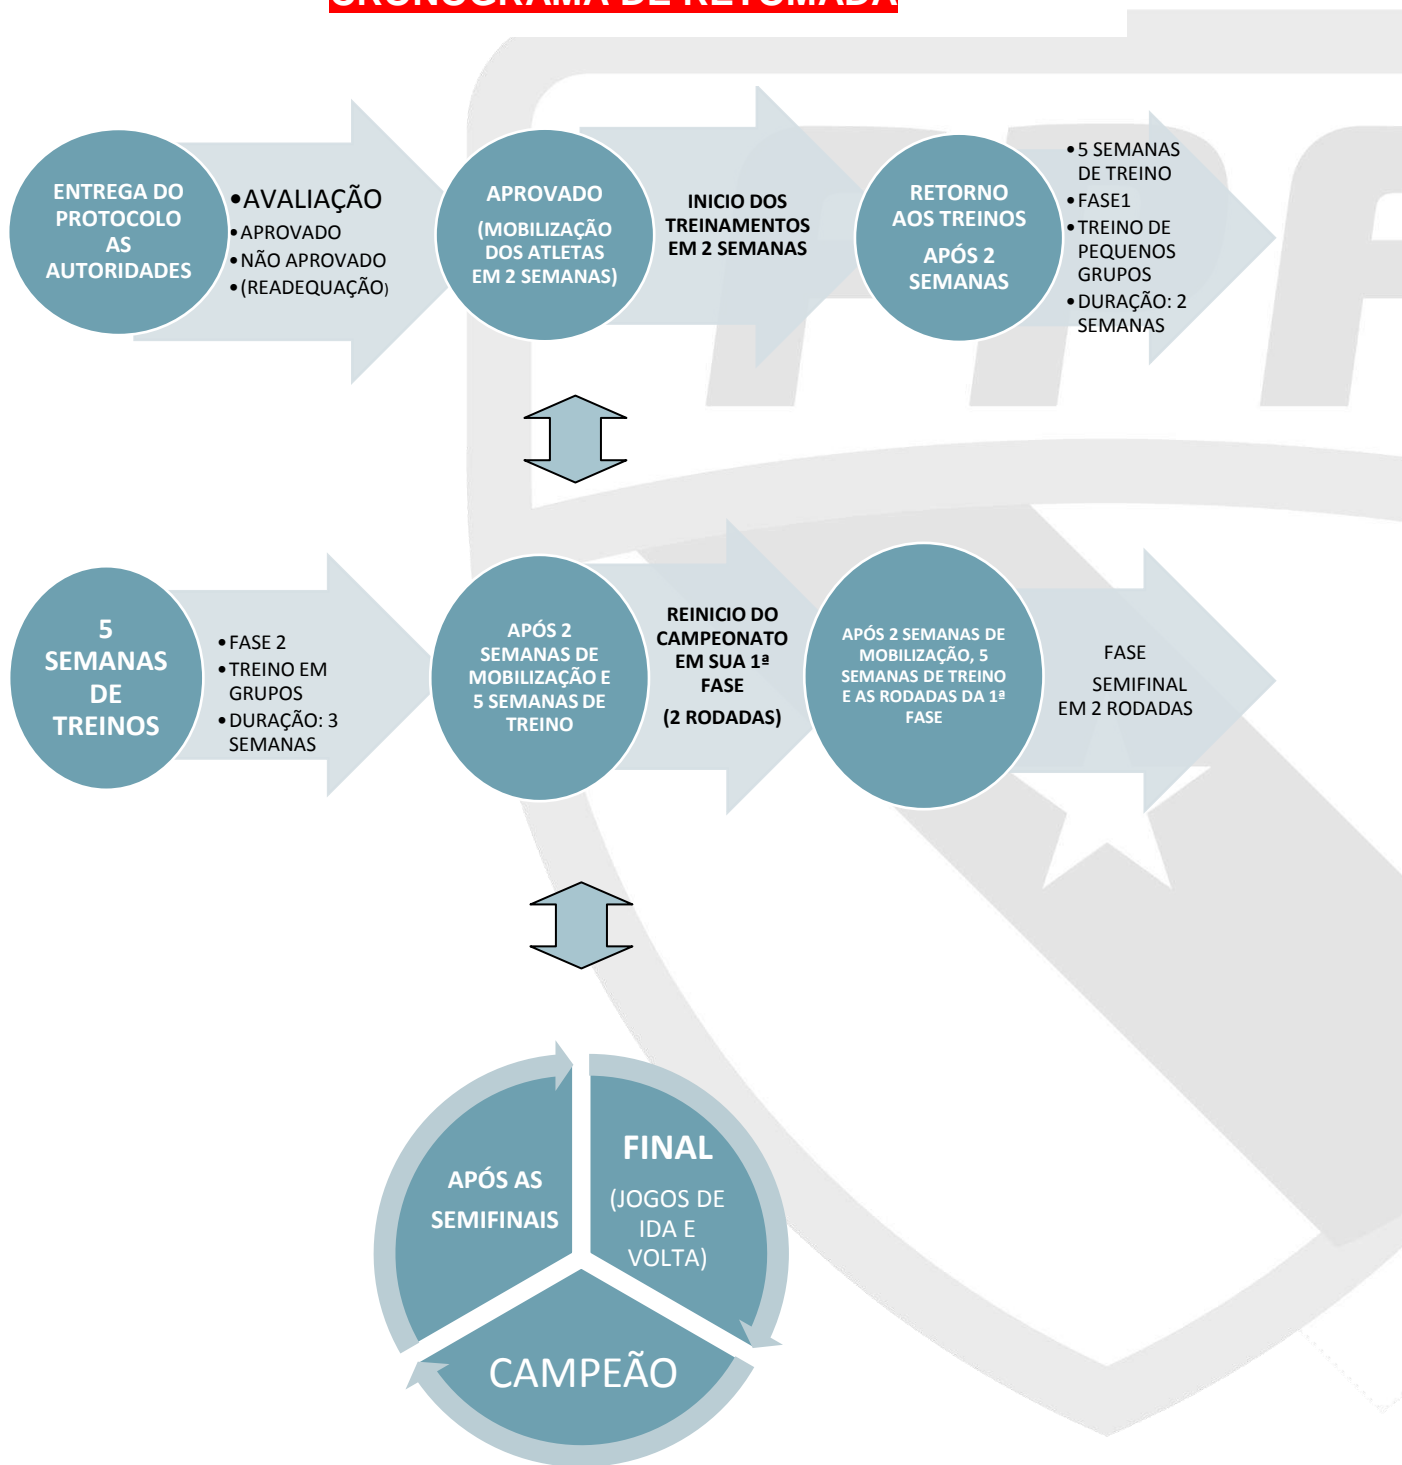 CRONOGRAMA DE RETOMADA
ENTREGA DO
PROTOCOLO
AS
AUTORIDADES
•AVALIAÇÃO
•APROVADO
•NÃO APROVADO
•(READEQUAÇÃO)
APROVADO
(MOBILIZAÇÃO
DOS ATLETAS
EM 2 SEMANAS)
INICIO DOS
TREINAMENTOS
EM 2 SEMANAS
RETORNO
AOS TREINOS
APÓS 2
SEMANAS
•5 SEMANAS
DE TREINO
•FASE1
•TREINO DE
PEQUENOS
GRUPOS
•DURAÇÃO: 2
SEMANAS
5
SEMANAS
DE
TREINOS
•FASE 2
•TREINO EM
GRUPOS
•DURAÇÃO: 3
SEMANAS
APÓS 2
SEMANAS DE
MOBILIZAÇÃO E
5 SEMANAS DE
TREINO
REINICIO DO
CAMPEONATO
EM SUA 1ª
FASE
(2 RODADAS)
APÓS 2 SEMANAS DE
MOBILIZAÇÃO, 5
SEMANAS DE TREINO
E AS RODADAS DA 1ª
FASE
FASE
SEMIFINAL
EM 2 RODADAS
APÓS AS
SEMIFINAIS
FINAL
(JOGOS DE
IDA E
VOLTA)
CAMPEÃO